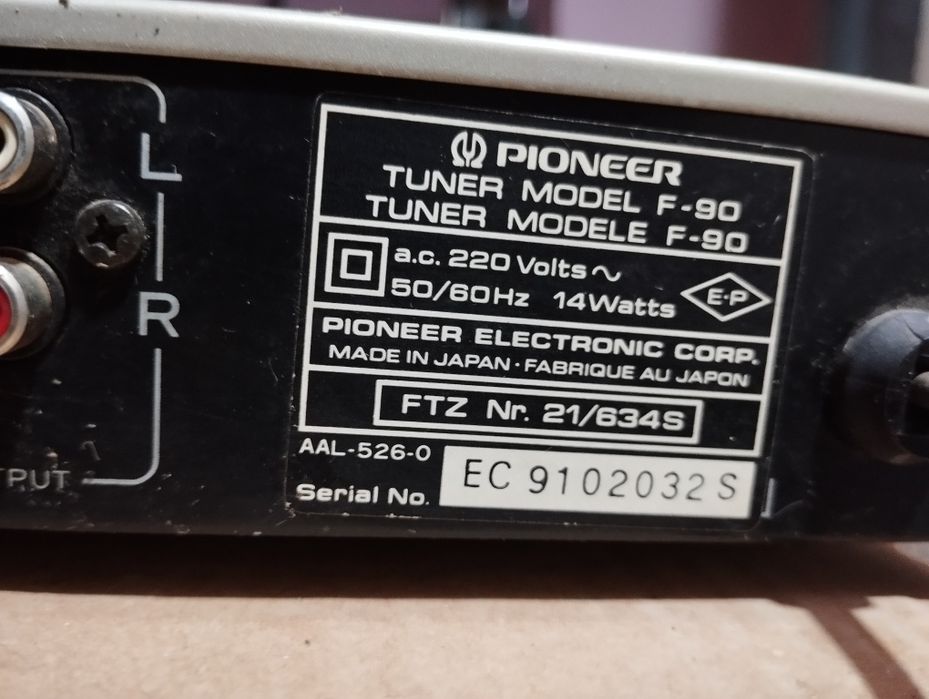 L
R
PUT
PIONEER
TUNER MODEL F-90
TUNER MODELE F-90
a.c. 220 Volts ~
50/60Hz 14Watts
E·P
PIONEER ELECTRONIC CORP.
MADE IN JAPAN · FABRIQUE AU JAPON
FTZ Nr. 21/634S
AAL-526-0
Serial No. EC 9102032 S